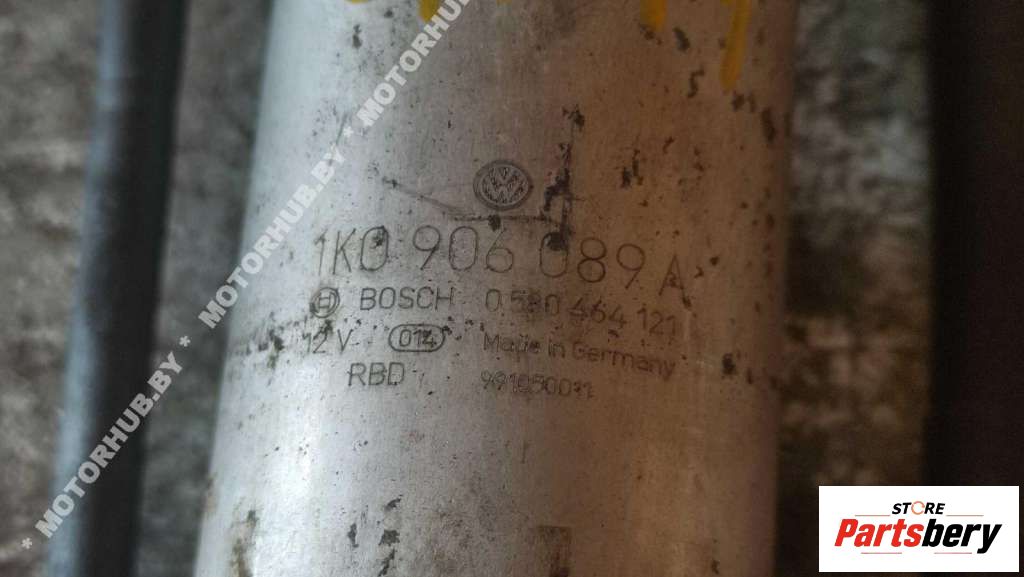 1K0 906 089 A
BOSCH 0 580 464 121
12 V 014 Made in Germany
RBD
* MOTORHUB.BY * MOTORHUB.BY * MOTORHUB.BY
STORE
Partsbery